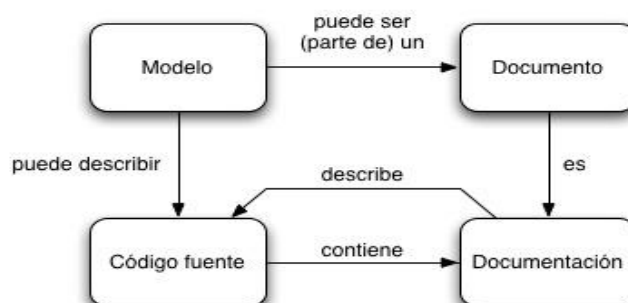 puede ser
(parte de) un
Modelo
Documento
puede describir
es
describe
Código fuente
contiene
Documentación